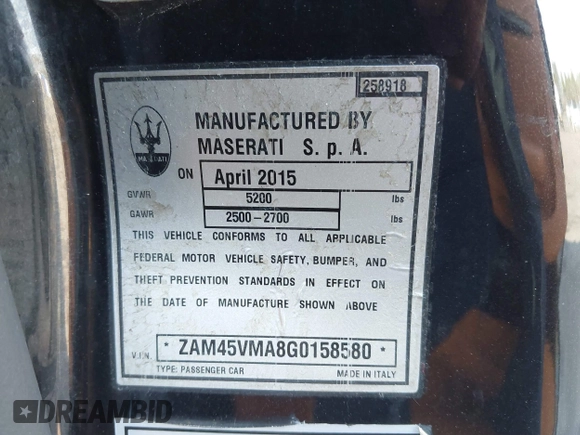 258918
MANUFACTURED BY
MASERATI S. p. A.
MASERATI
ON April 2015
GVWR 5200 lbs
GAWR 2500-2700 lbs
THIS VEHICLE CONFORMS TO ALL APPLICABLE
FEDERAL MOTOR VEHICLE SAFETY, BUMPER, AND
THEFT PREVENTION STANDARDS IN EFFECT ON
THE DATE OF MANUFACTURE SHOWN ABOVE
V.I.N. * ZAM45VMA8G0158580 *
TYPE: PASSENGER CAR MADE IN ITALY
DREAMBID